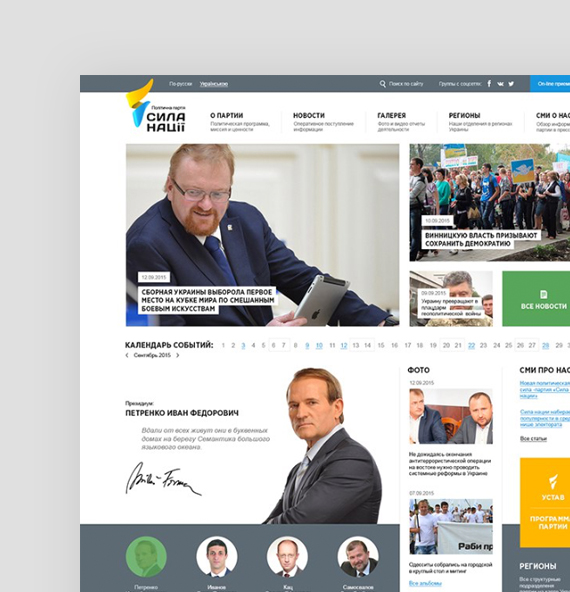 По-русски Українською Поиск по сайту Группы в соцсетях: On-line
Політична партія
СИЛА
НАЦІЇ
О ПАРТИИ
Политическая программа,
миссия и ценности
НОВОСТИ
Оперативное поступление
информации
ГАЛЕРЕЯ
Фото и видео отчеты
деятельности
РЕГИОНЫ
Наши отделения в регионах
Украины
СМИ О НАС
Обзор информ
партии в пресс
12.09.2015
СБОРНАЯ УКРАИНЫ ВЫБОРОЛА ПЕРВОЕ
МЕСТО НА КУБКЕ МИРА ПО СМЕШАННЫМ
БОЕВЫМ ИСКУССТВАМ
10.09.2015
ВИННИЦКУЮ ВЛАСТЬ ПРИЗЫВАЮТ
СОХРАНИТЬ ДЕМОКРАТИЮ
09.09.2015
Украину превращают в
плацдарм
геополитической войны
ВСЕ НОВОСТИ
КАЛЕНДАРЬ СОБЫТИЙ: 1 2 3 4 5 6 7 8 9 10 11 12 13 14 15 16 17 18 19 20 21 22 23 24 25 26 27 28 29
Сентябрь 2015
Президиум:
ПЕТРЕНКО ИВАН ФЕДОРОВИЧ
Вдали от всех живут они в буквенных
домах на берегу Семантика большого
языкового океана.
ФОТО
12.09.2015
Не дожидаясь окончания
антитеррористической операции
на востоке нужно проводить
системные реформы в Украине
07.09.2015
Раби
Одесситы собрались на городской
в круглый стол и митинг
Все альбомы
СМИ ПРО НАС
Новая политическая
сила: «партия «Сила
нации»
Сила нации набирает
популярности в среде
электората
Все статьи
УСТАВ
ПРОГРАММА
ПАРТИИ
РЕГИОНЫ
Все структурные
подразделения
Петренко Иванов Кац Самосвалов